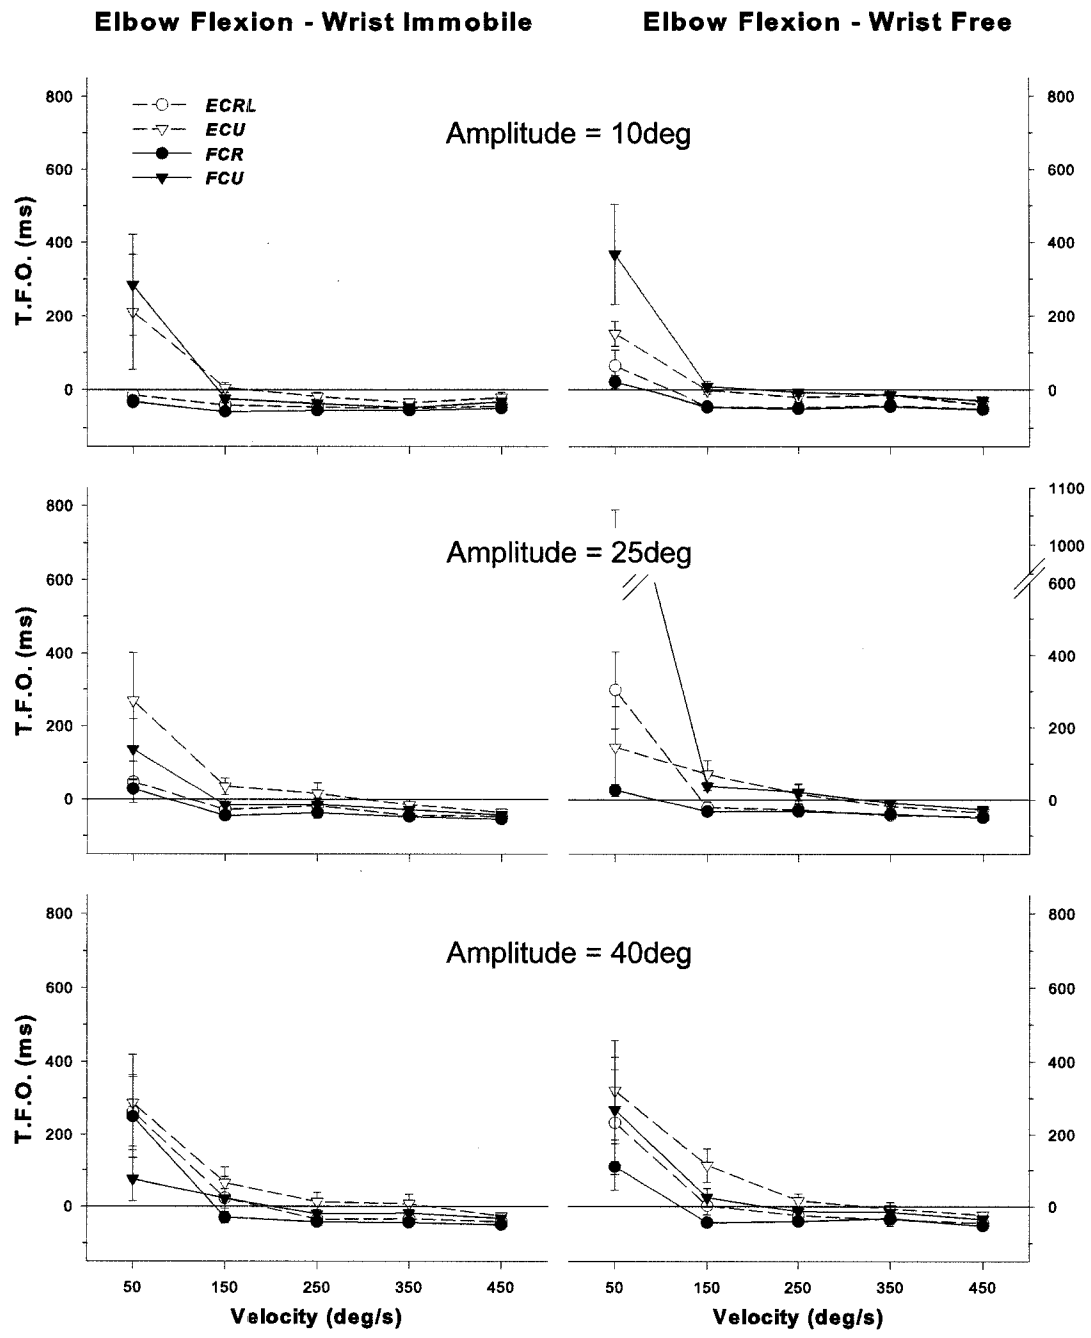 Elbow Flexion - Wrist Immobile Elbow Flexion - Wrist Free
ECRL
ECU
FCR
FCU
Amplitude = 10deg
800
600
400
200
0
T.F.O. (ms)
800
600
400
200
0
Amplitude = 25deg
800
600
400
200
0
T.F.O. (ms)
1100
1000
600
400
200
0
Amplitude = 40deg
800
600
400
200
0
T.F.O. (ms)
800
600
400
200
0
50 150 250 350 450 50 150 250 350 450
Velocity (deg/s) Velocity (deg/s)